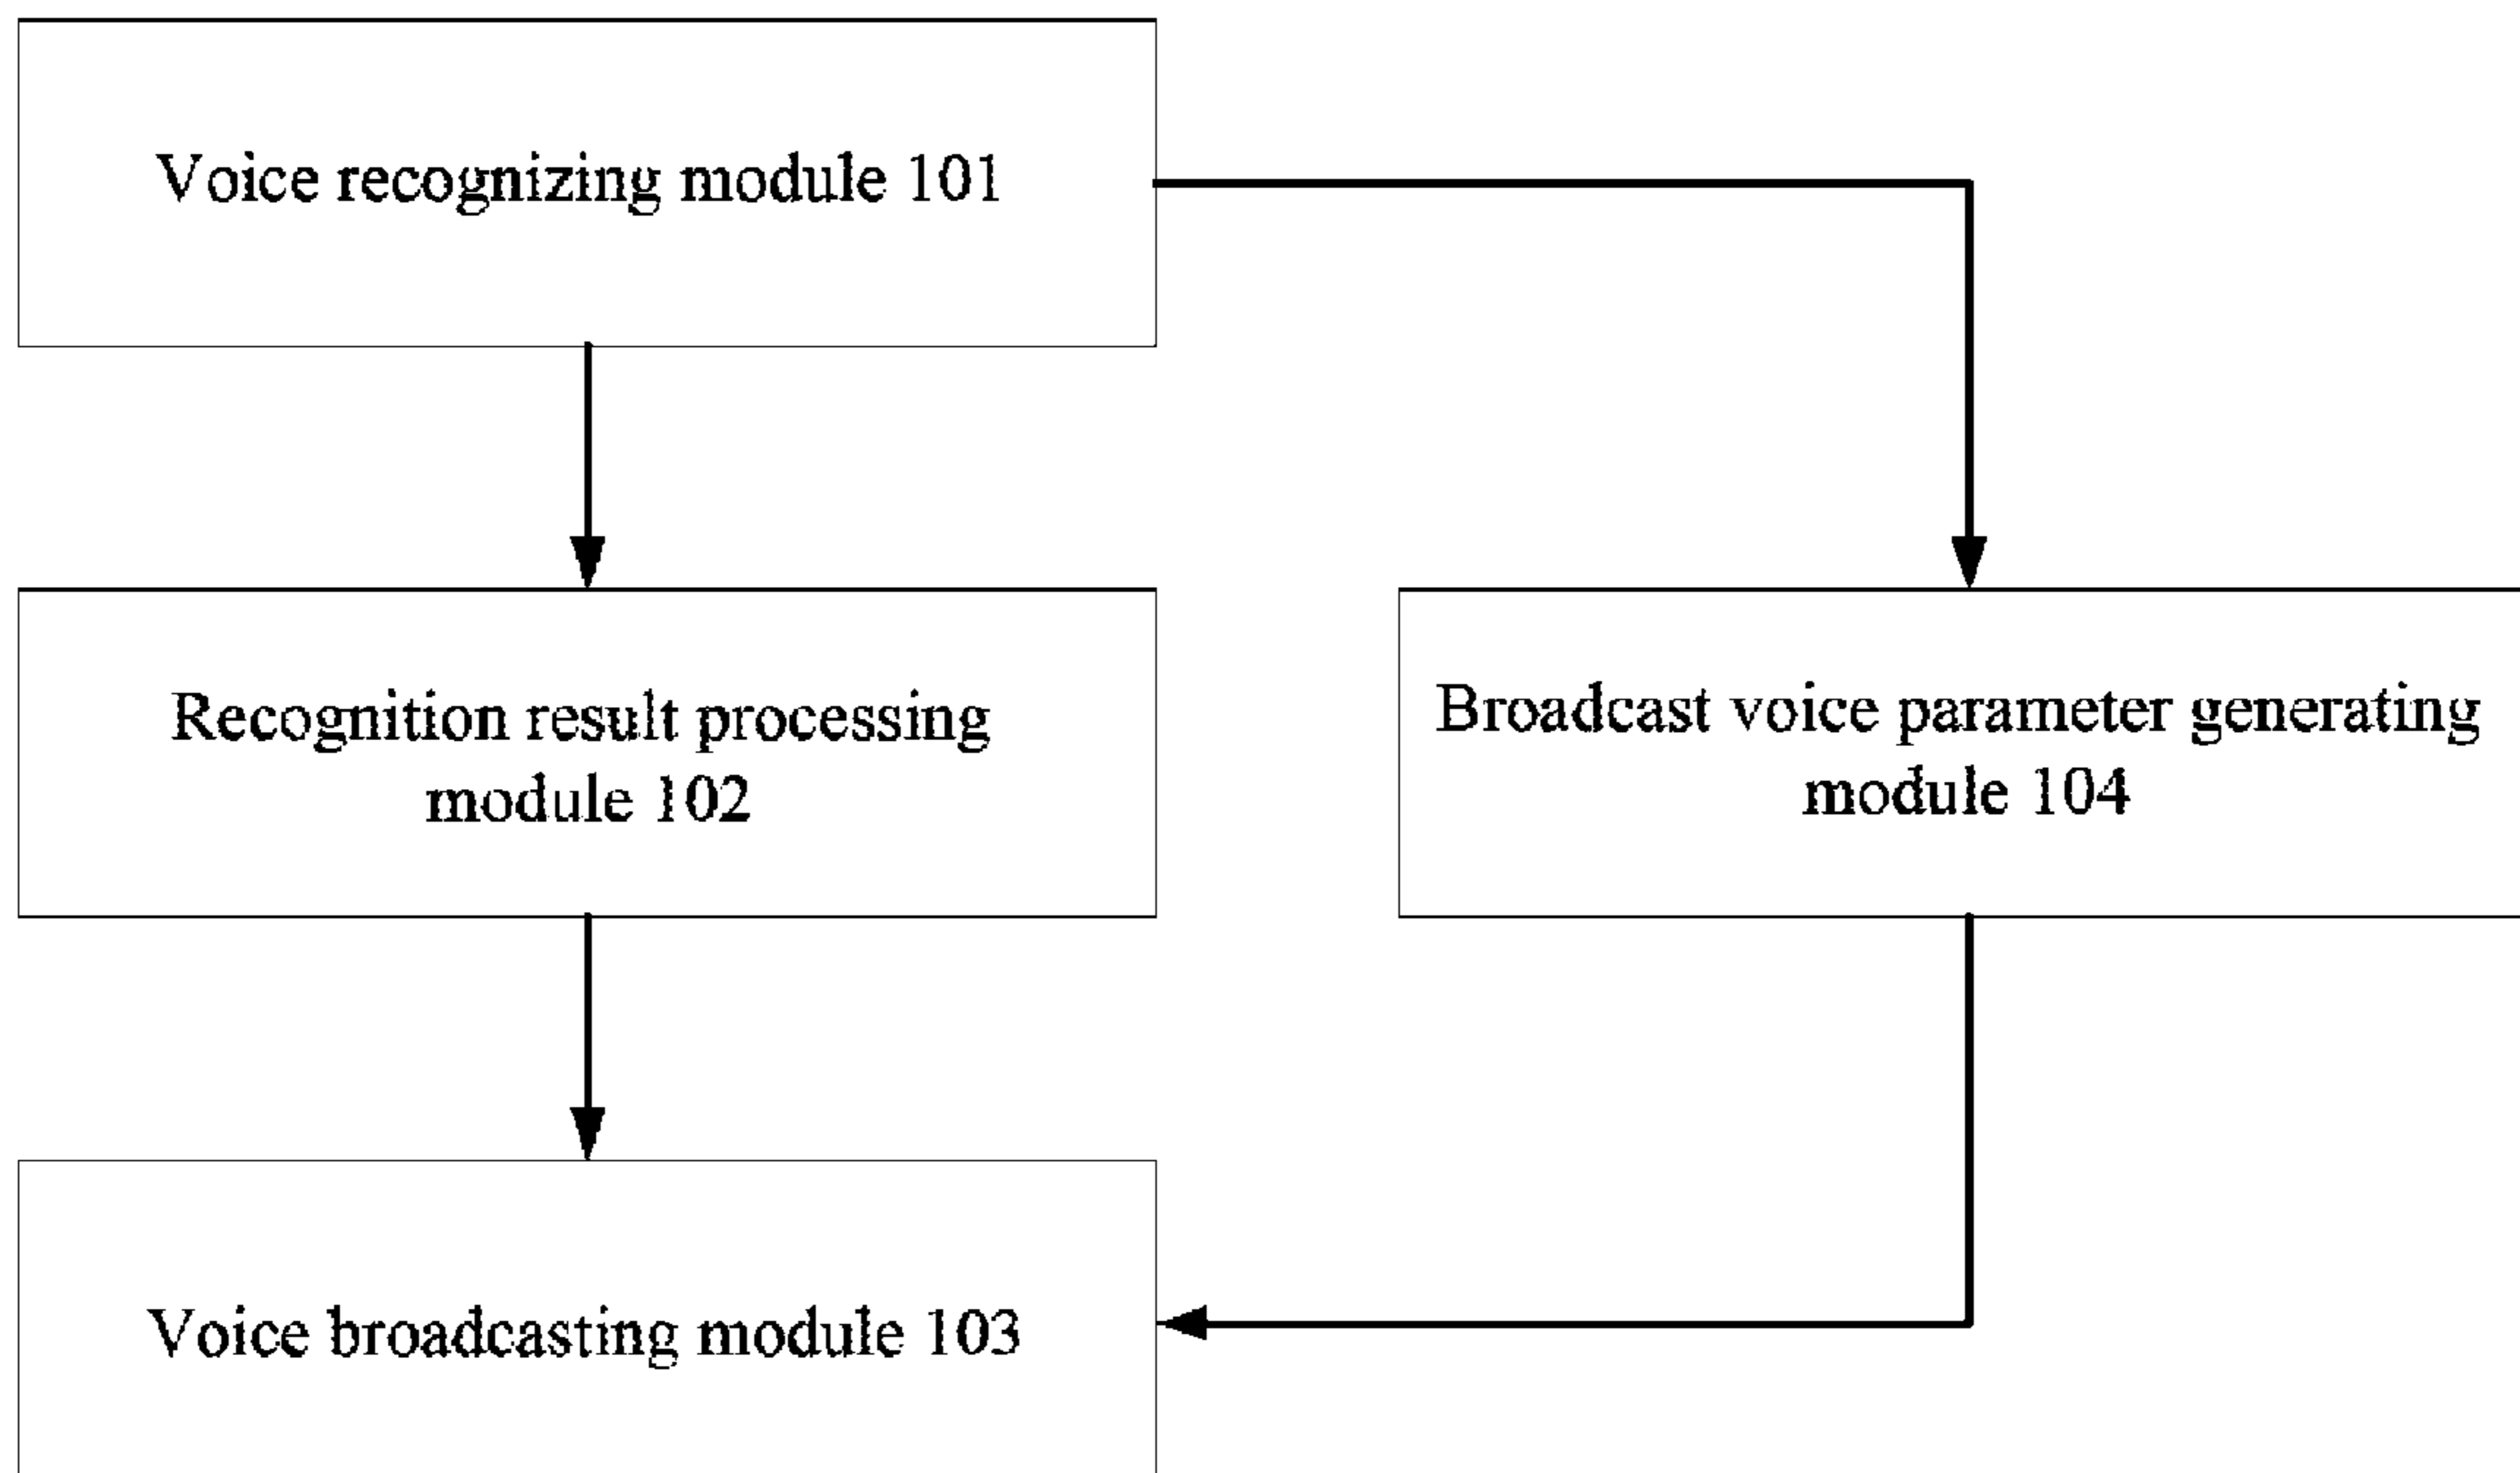 Voice recognizing module 101
Recognition result processing
module 102
Broadcast voice parameter generating
module 104
Voice broadcasting module 103